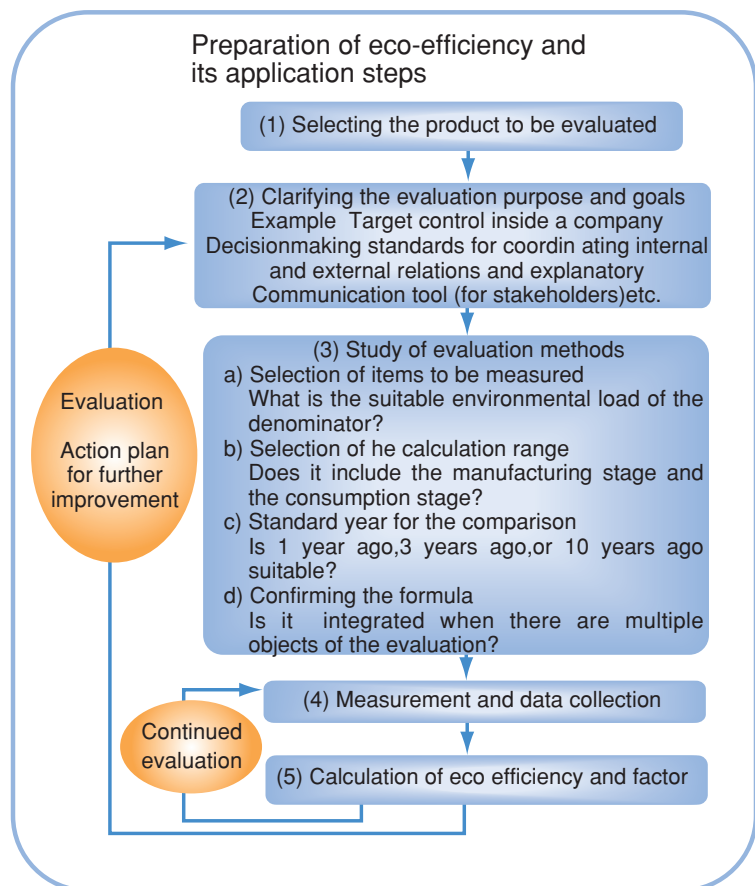 Preparation of eco-efficiency and
its application steps
(1) Selecting the product to be evaluated
(2) Clarifying the evaluation purpose and goals
Example Target control inside a company
Decisionmaking standards for coordin ating internal
and external relations and explanatory
Communication tool (for stakeholders)etc.
(3) Study of evaluation methods
a) Selection of items to be measured
What is the suitable environmental load of the
denominator?
b) Selection of he calculation range
Does it include the manufacturing stage and
the consumption stage?
c) Standard year for the comparison
Is 1 year ago,3 years ago,or 10 years ago
suitable?
d) Confirming the formula
Is it integrated when there are multiple
objects of the evaluation?
(4) Measurement and data collection
(5) Calculation of eco efficiency and factor
Evaluation
Action plan
for further
improvement
Continued
evaluation